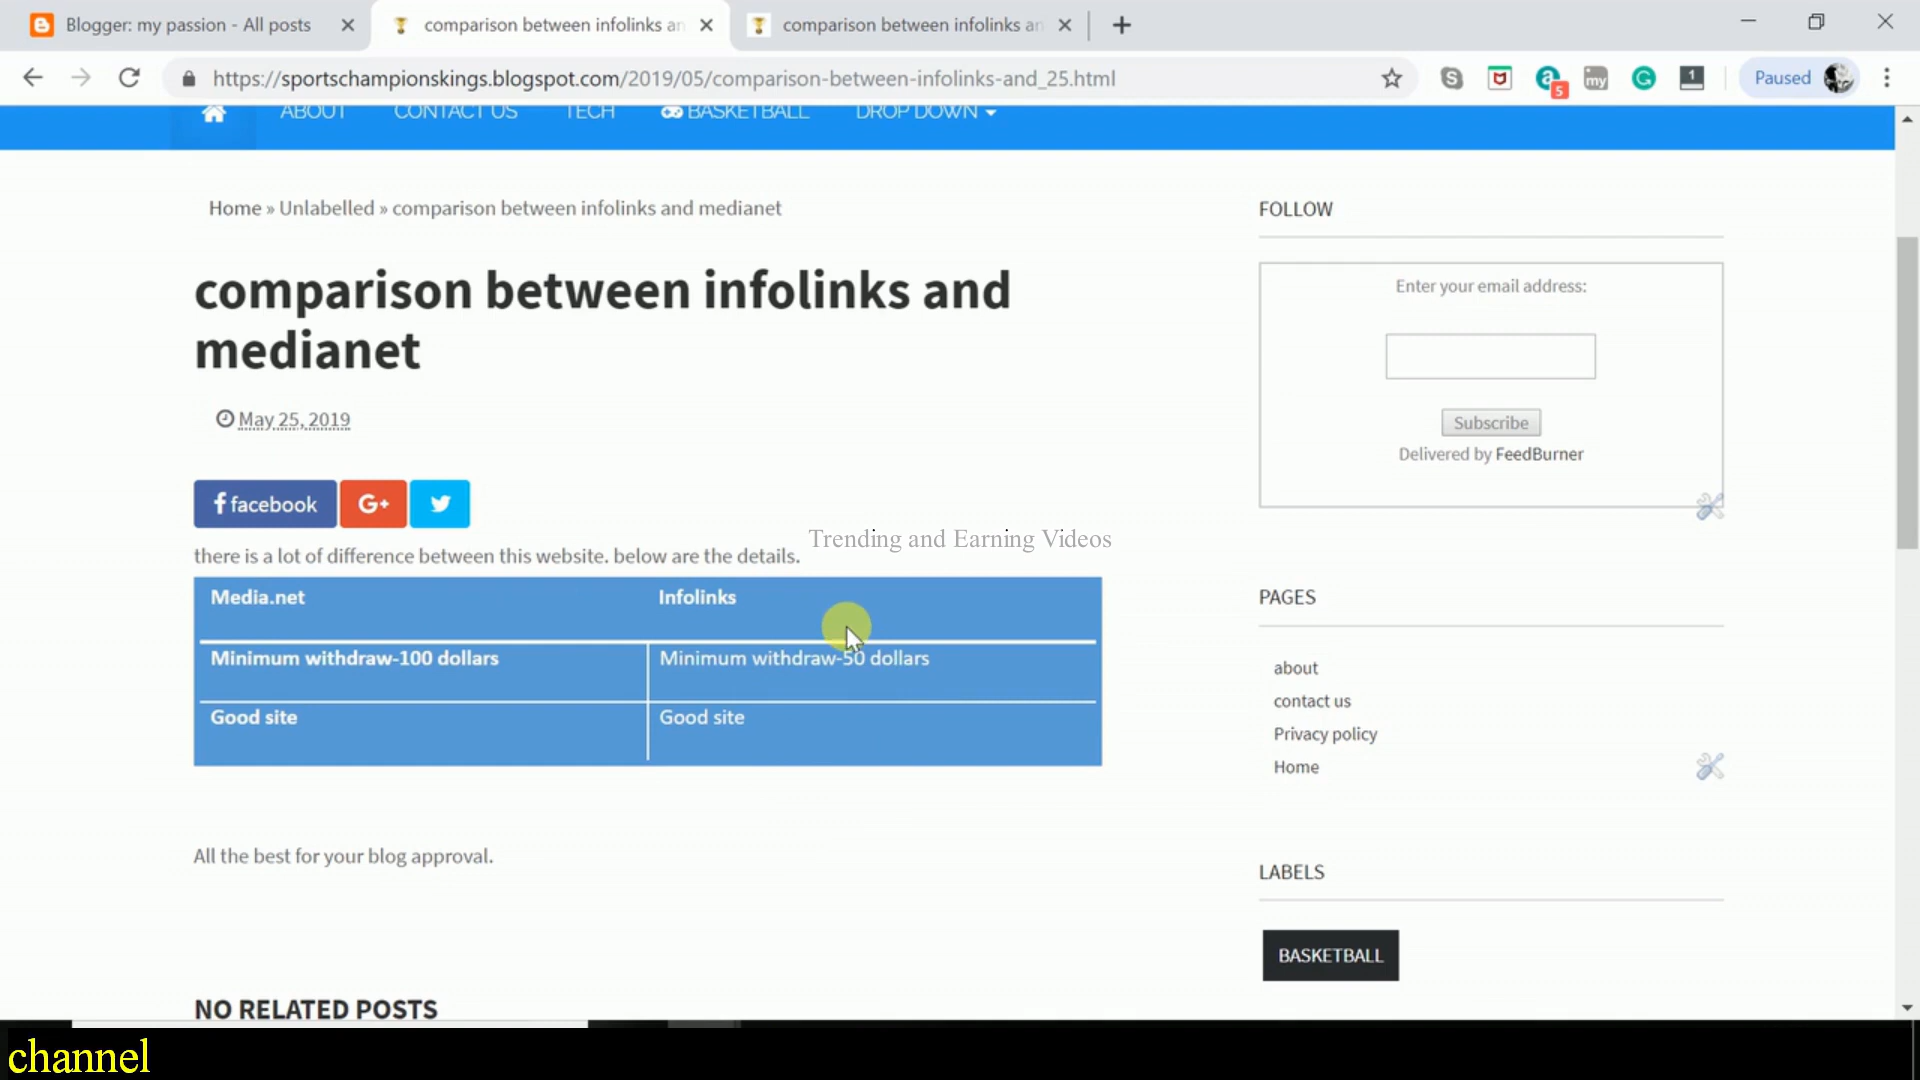 Blogger: my passion - All posts
comparison between infolinks an
comparison between infolinks an
https://sportschampionskings.blogspot.com/2019/05/comparison-between-infolinks-and_25.html
5
my
1
Paused
ABOUT CONTACT US TECH BASKETBALL DROP DOWN
Home » Unlabelled » comparison between infolinks and medianet
comparison between infolinks and
medianet
May 25, 2019
facebook G+
there is a lot of difference between this website. below are the details.
Trending and Earning Videos
Media.net Infolinks
Minimum withdraw-100 dollars Minimum withdraw-50 dollars
Good site Good site
All the best for your blog approval.
NO RELATED POSTS
FOLLOW
Enter your email address:
Subscribe
Delivered by FeedBurner
PAGES
about
contact us
Privacy policy
Home
LABELS
BASKETBALL
channel